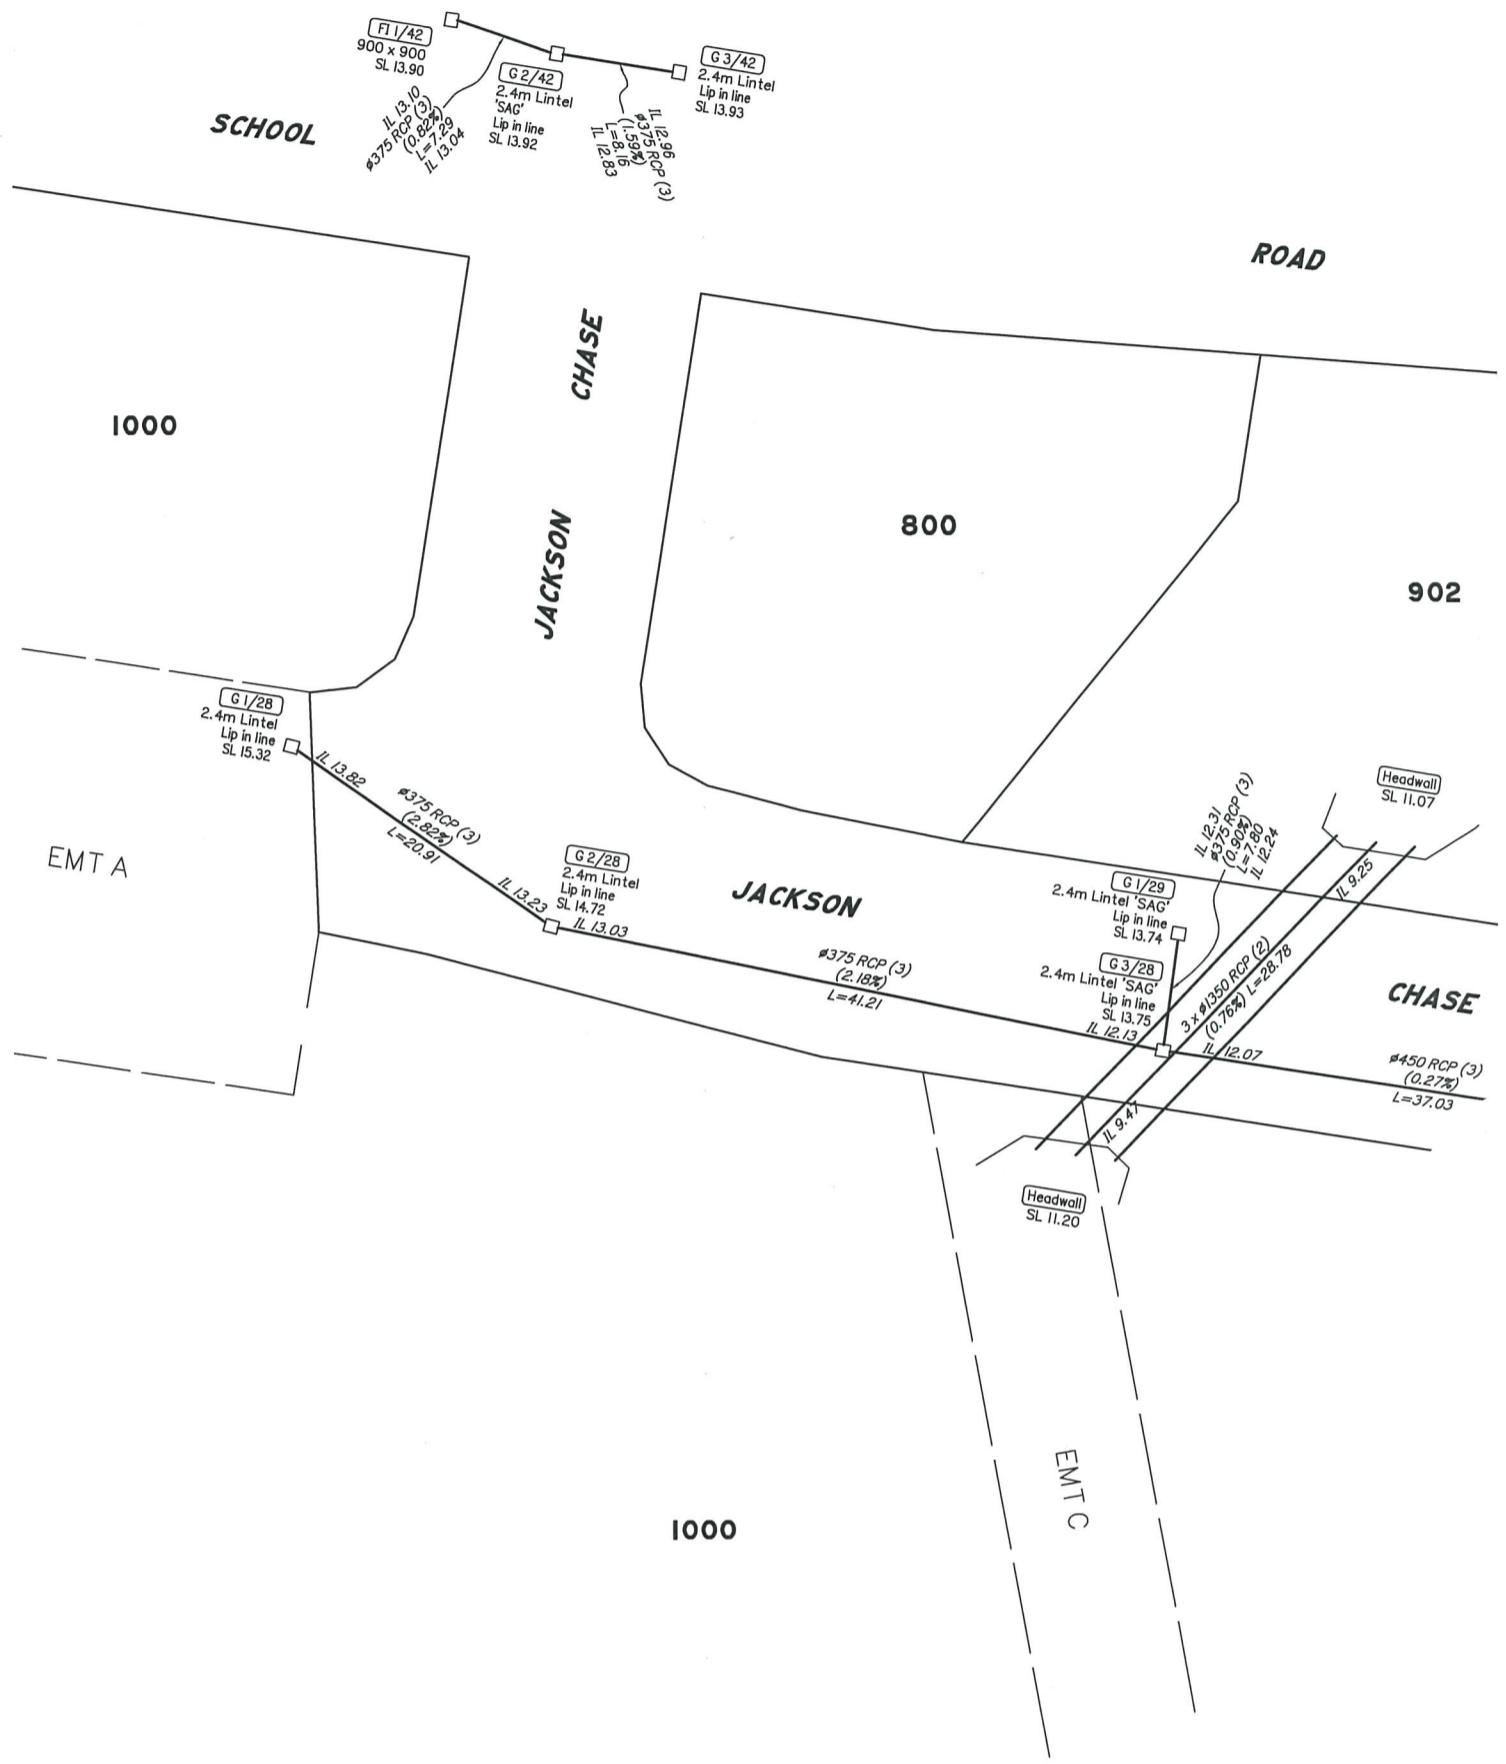 FI 1/42
900 x 900
SL 13.90
G 2/42
2.4m Lintel
'SAG'
Lip in line
SL 13.92
G 3/42
2.4m Lintel
Lip in line
SL 13.93
IL 13.10
ø375 RCP (3)
(0.82%)
L=7.29
IL 13.04
IL 12.96
ø375 RCP (3)
(1.59%)
L=8.16
IL 12.83
SCHOOL
ROAD
CHASE
JACKSON
1000
800
902
G 1/28
2.4m Lintel
Lip in line
SL 15.32
IL 13.82
ø375 RCP (3)
(2.82%)
L=20.91
IL 13.23
EMT A
G 2/28
2.4m Lintel
Lip in line
SL 14.72
IL 13.03
JACKSON
ø375 RCP (3)
(2.18%)
L=41.21
IL 12.13
G 1/29
2.4m Lintel 'SAG'
Lip in line
SL 13.74
G 3/28
2.4m Lintel 'SAG'
Lip in line
SL 13.75
IL 12.31
ø375 RCP (3)
(0.90%)
L=7.80
IL 12.24
Headwall
SL 11.07
IL 9.25
3 x ø1350 RCP (2)
(0.76%) L=28.78
IL 12.07
IL 9.47
CHASE
ø450 RCP (3)
(0.27%)
L=37.03
Headwall
SL 11.20
EMT C
1000